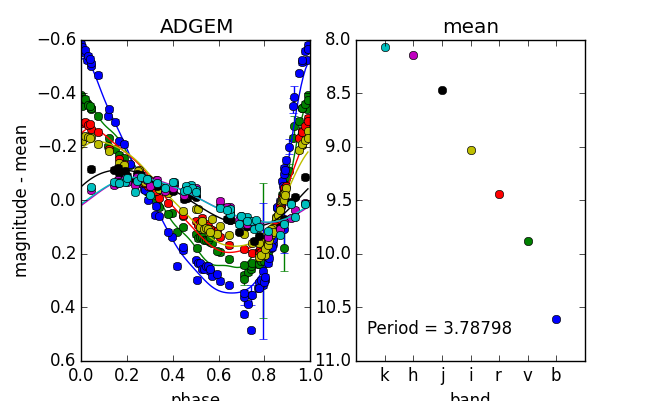 ADGEM
mean
−0.6
−0.4
−0.2
0.0
0.2
0.4
0.6
magnitude - mean
0.0 0.2 0.4 0.6 0.8 1.0
phase
8.0
8.5
9.0
9.5
10.0
10.5
11.0
Period = 3.78798
k h j i r v b
band